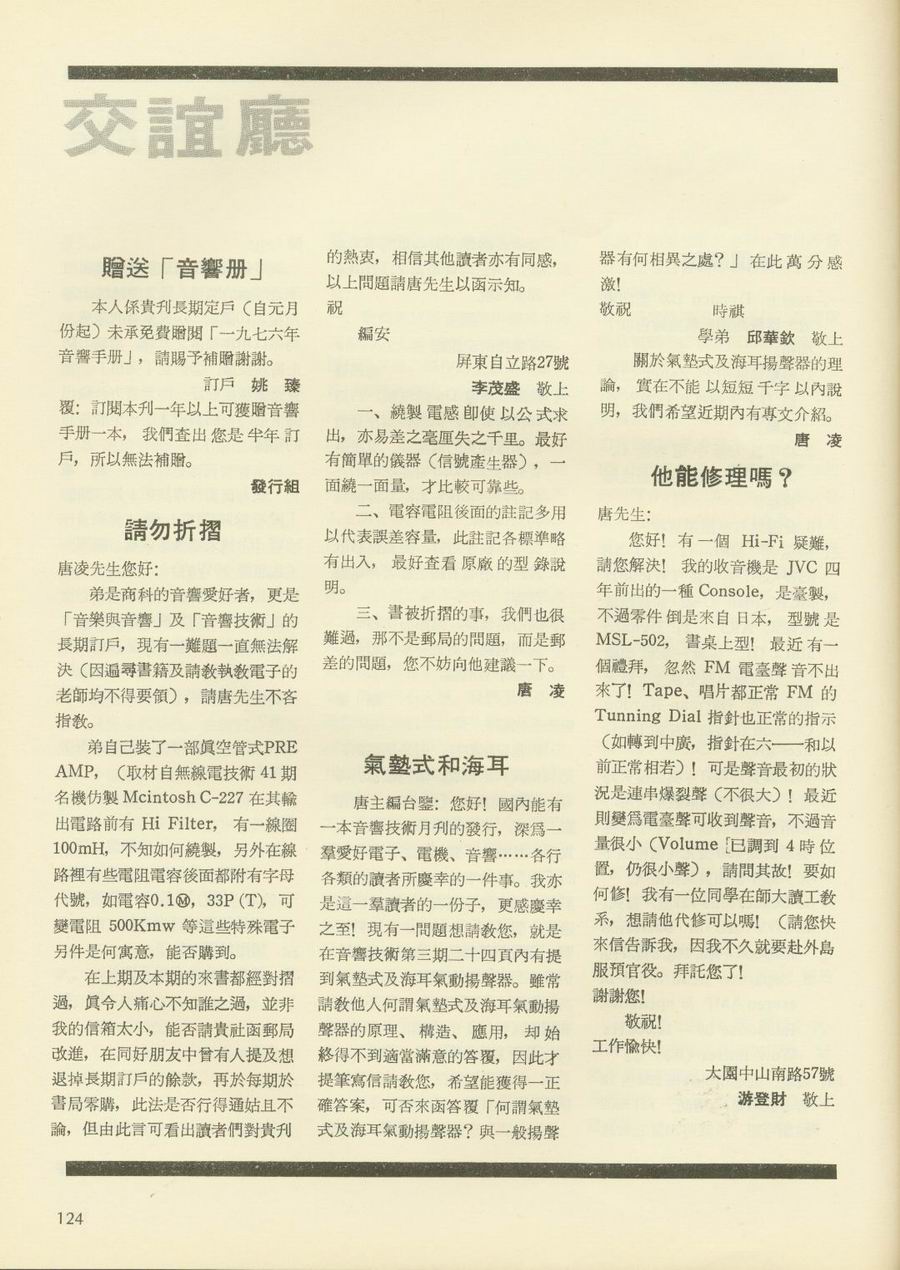 交誼廳
贈送「音響册」
本人係貴刋長期定戶（自元月
份起）未承免費贈閱「一九七六年
音響手册」，請賜予補贈謝謝。
訂戶　姚　臻
覆：訂閱本刋一年以上可獲贈音響
手册一本，我們查出您是半年訂
戶，所以無法補贈。
發行組
請勿折摺
唐凌先生您好：
弟是商科的音響愛好者，更是
「音樂與音響」及「音響技術」的
長期訂戶，現有一難題一直無法解
決（因遍尋書籍及請敎執敎電子的
老師均不得要領），請唐先生不客
指敎。
弟自己裝了一部眞空管式PRE
AMP，（取材自無線電技術 41 期
名機仿製 Mcintosh C-227 在其輸
出電路前有 Hi Filter，有一線圈
100mH，不知如何繞製，另外在線
路裡有些電阻電容後面都附有字母
代號，如電容0.1Ⓜ，33P (T)，可
變電阻 500Kmw 等這些特殊電子
另件是何寓意，能否購到。
在上期及本期的來書都經對摺
過，眞令人痛心不知誰之過，並非
我的信箱太小，能否請貴社函郵局
改進，在同好朋友中曾有人提及想
退掉長期訂戶的餘款，再於每期於
書局零購，此法是否行得通姑且不
論，但由此言可看出讀者們對貴刋
的熱衷，相信其他讀者亦有同感，
以上問題請唐先生以函示知。
祝
編安
屏東自立路27號
李茂盛　敬上
一、繞製電感卽使以公式求
出，亦易差之毫厘失之千里。最好
有簡單的儀器（信號產生器），一
面繞一面量，才比較可靠些。
二、電容電阻後面的註記多用
以代表誤差容量，此註記各標準略
有出入，最好查看原廠的型錄說
明。
三、書被折摺的事，我們也很
難過，那不是郵局的問題，而是郵
差的問題，您不妨向他建議一下。
唐　凌
氣墊式和海耳
唐主編台鑒：您好！國內能有
一本音響技術月刋的發行，深爲一
羣愛好電子、電機、音響……各行
各類的讀者所慶幸的一件事。我亦
是這一羣讀者的一份子，更感慶幸
之至！現有一問題想請敎您，就是
在音響技術第三期二十四頁內有提
到氣墊式及海耳氣動揚聲器。雖常
請敎他人何謂氣墊式及海耳氣動揚
聲器的原理、構造、應用，却始
終得不到適當滿意的答覆，因此才
提筆寫信請敎您，希望能獲得一正
確答案，可否來函答覆「何謂氣墊
式及海耳氣動揚聲器？與一般揚聲
器有何相異之處？」在此萬分感
激！
敬祝　　　時祺
學弟　邱華欽　敬上
關於氣墊式及海耳揚聲器的理
論，實在不能以短短千字以內說
明，我們希望近期內有專文介紹。
唐　凌
他能修理嗎？
唐先生：
您好！有一個 Hi-Fi 疑難，
請您解決！我的收音機是 JVC 四
年前出的一種 Console，是臺製，
不過零件倒是來自日本，型號是
MSL-502，書桌上型！最近有一
個禮拜，忽然 FM 電臺聲音不出
來了！Tape、唱片都正常 FM 的
Tunning Dial 指針也正常的指示
（如轉到中廣，指針在六——和以
前正常相若）！可是聲音最初的狀
況是連串爆裂聲（不很大）！最近
則變爲電臺聲可收到聲音，不過音
量很小（Volume [已調到 4 時位
置，仍很小聲），請問其故！要如
何修！我有一位同學在師大讀工敎
系，想請他代修可以嗎！（請您快
來信告訴我，因我不久就要赴外島
服預官役。拜託您了！
謝謝您！
敬祝！
工作愉快！
大園中山南路57號
游登財　敬上
124